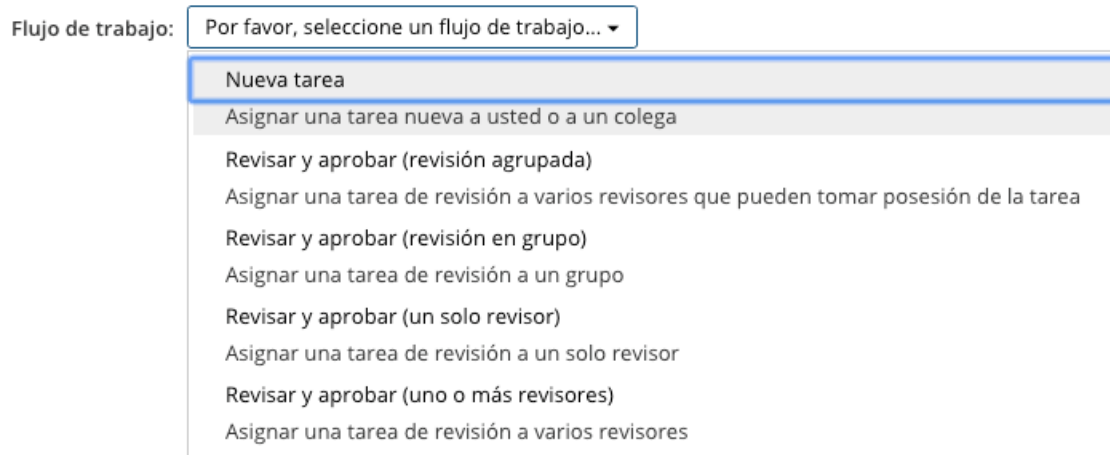 Flujo de trabajo: Por favor, seleccione un flujo de trabajo...
Nueva tarea
Asignar una tarea nueva a usted o a un colega
Revisar y aprobar (revisión agrupada)
Asignar una tarea de revisión a varios revisores que pueden tomar posesión de la tarea
Revisar y aprobar (revisión en grupo)
Asignar una tarea de revisión a un grupo
Revisar y aprobar (un solo revisor)
Asignar una tarea de revisión a un solo revisor
Revisar y aprobar (uno o más revisores)
Asignar una tarea de revisión a varios revisores